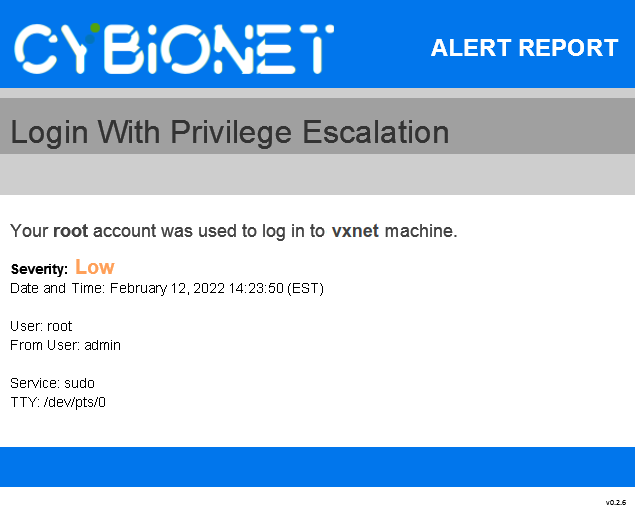 CYBIONET
ALERT REPORT
Login With Privilege Escalation
Your root account was used to log in to vxnet machine.
Severity: Low
Date and Time: February 12, 2022 14:23:50 (EST)
User: root
From User: admin
Service: sudo
TTY: /dev/pts/0
v0.2.6